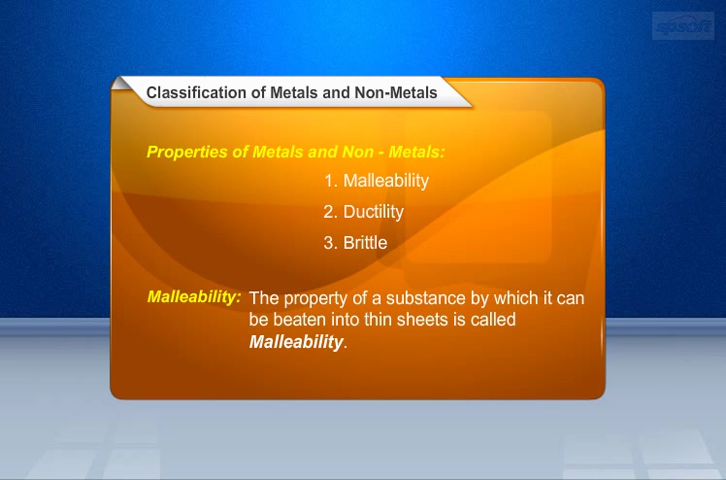 spsoft
Classification of Metals and Non-Metals
Properties of Metals and Non - Metals:
1. Malleability
2. Ductility
3. Brittle
Malleability: The property of a substance by which it can
be beaten into thin sheets is called
Malleability.